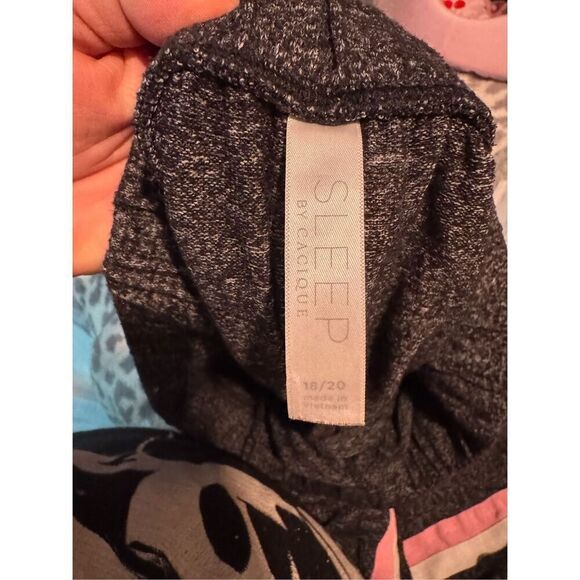 SLEEP
BY CACIQUE
18/20
made in
vietnam